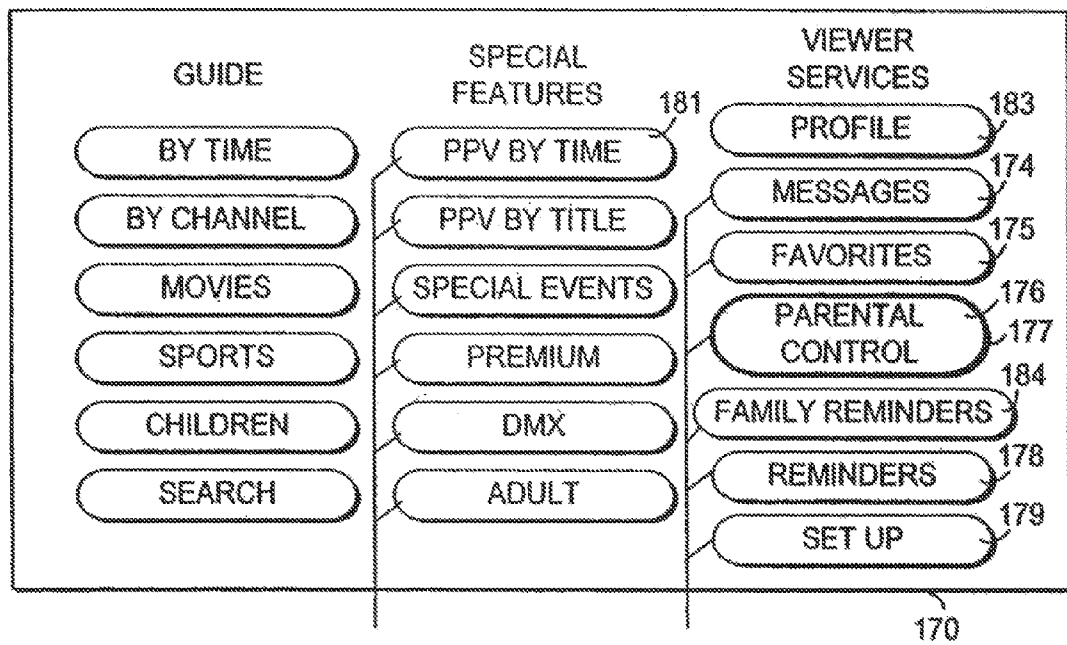 GUIDE
BY TIME
BY CHANNEL
MOVIES
SPORTS
CHILDREN
SEARCH
SPECIAL
FEATURES
181
PPV BY TIME
PPV BY TITLE
SPECIAL EVENTS
PREMIUM
DMX
ADULT
VIEWER
SERVICES
183
PROFILE
174
MESSAGES
175
FAVORITES
176
PARENTAL
CONTROL
177
184
FAMILY REMINDERS
178
REMINDERS
179
SET UP
170